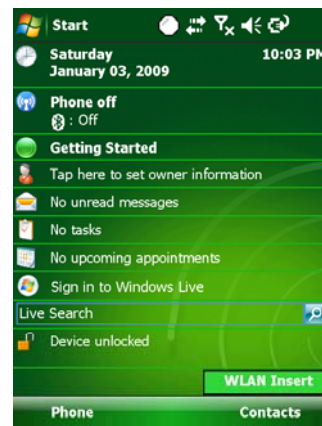 Start
Saturday
January 03, 2009
10:03 PM
Phone off
: Off
Getting Started
Tap here to set owner information
No unread messages
No tasks
No upcoming appointments
Sign in to Windows Live
Live Search
Device unlocked
WLAN Insert
Phone
Contacts